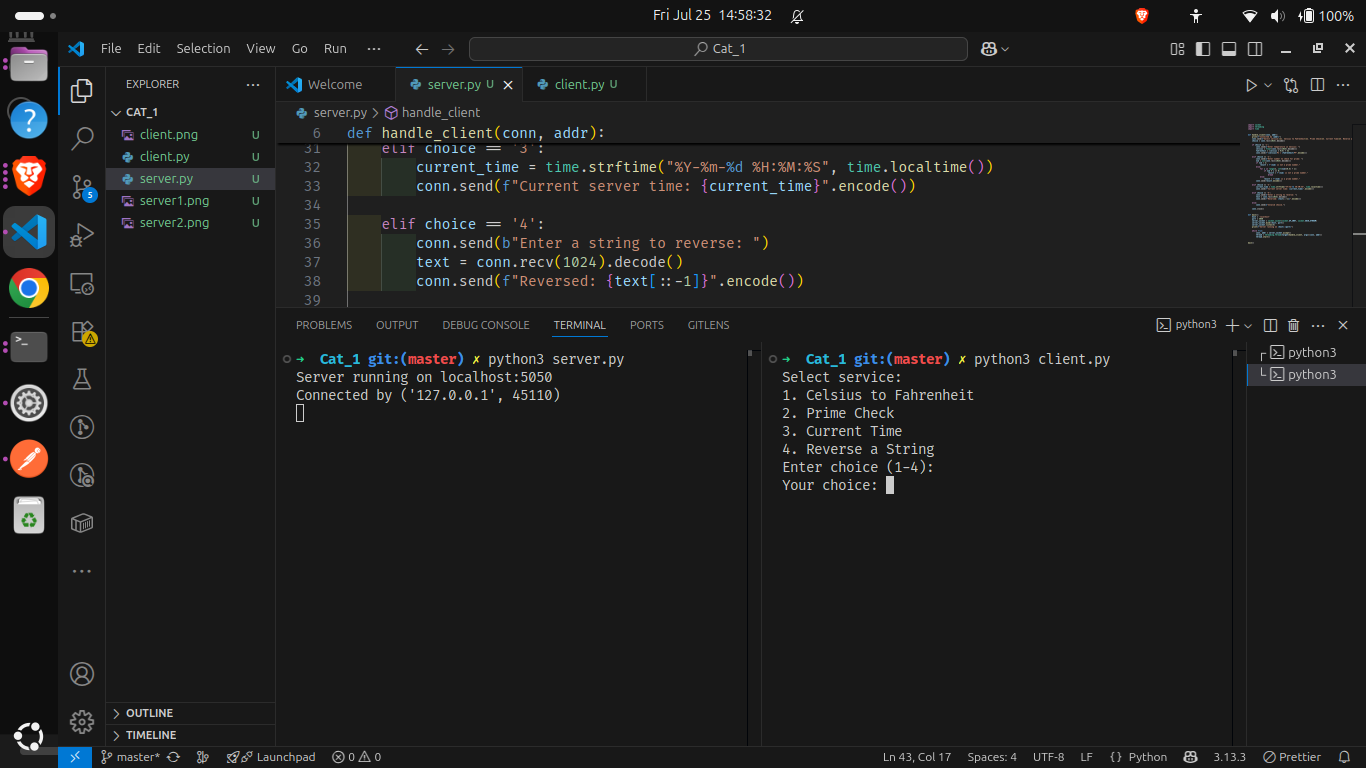 Fri Jul 25 14:58:32
100%
File Edit Selection View Go Run ···
Cat_1
EXPLORER
CAT_1
client.png U
client.py U
server.py U
server1.png U
server2.png U
OUTLINE
TIMELINE
5
Welcome
server.py U
client.py U
server.py > handle_client
6 def handle_client(conn, addr):
31 elif choice == '3':
32 current_time = time.strftime("%Y-%m-%d %H:%M:%S", time.localtime())
33 conn.send(f"Current server time: {current_time}".encode())
34
35 elif choice == '4':
36 conn.send(b"Enter a string to reverse: ")
37 text = conn.recv(1024).decode()
38 conn.send(f"Reversed: {text[::-1]}".encode())
39
PROBLEMS OUTPUT DEBUG CONSOLE TERMINAL PORTS GITLENS
python3
→ Cat_1 git:(master) ✗ python3 server.py
Server running on localhost:5050
Connected by ('127.0.0.1', 45110)
→ Cat_1 git:(master) ✗ python3 client.py
Select service:
1. Celsius to Fahrenheit
2. Prime Check
3. Current Time
4. Reverse a String
Enter choice (1-4):
Your choice:
python3
python3
master* Launchpad 0 0
Ln 43, Col 17 Spaces: 4 UTF-8 LF {} Python 3.13.3 Prettier